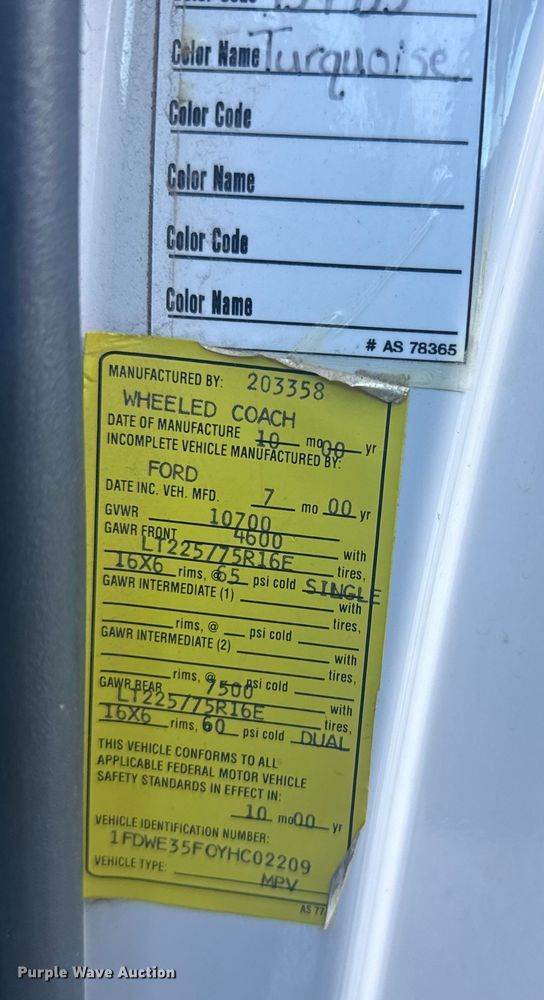 Color Name Turquoise
Color Code
Color Name
Color Code
Color Name
# AS 78365
MANUFACTURED BY: 203358
WHEELED COACH
DATE OF MANUFACTURE 10 mo 00 yr
INCOMPLETE VEHICLE MANUFACTURED BY:
FORD
DATE INC. VEH. MFD. 7 mo 00 yr
GVWR 10700
GAWR FRONT 4600 with
LT225/75R16E tires,
16X6 rims, @ 65 psi cold SINGLE
GAWR INTERMEDIATE (1) with
tires,
rims, @ psi cold
GAWR INTERMEDIATE (2) with
tires,
rims, @ psi cold
GAWR REAR 7500 with
LT225/75R16E tires,
16X6 rims, 60 psi cold DUAL
THIS VEHICLE CONFORMS TO ALL
APPLICABLE FEDERAL MOTOR VEHICLE
SAFETY STANDARDS IN EFFECT IN:
10 mo 00 yr
VEHICLE IDENTIFICATION NUMBER:
1FDWE35F0YHC02209
VEHICLE TYPE: MPV
AS 77
Purple Wave Auction